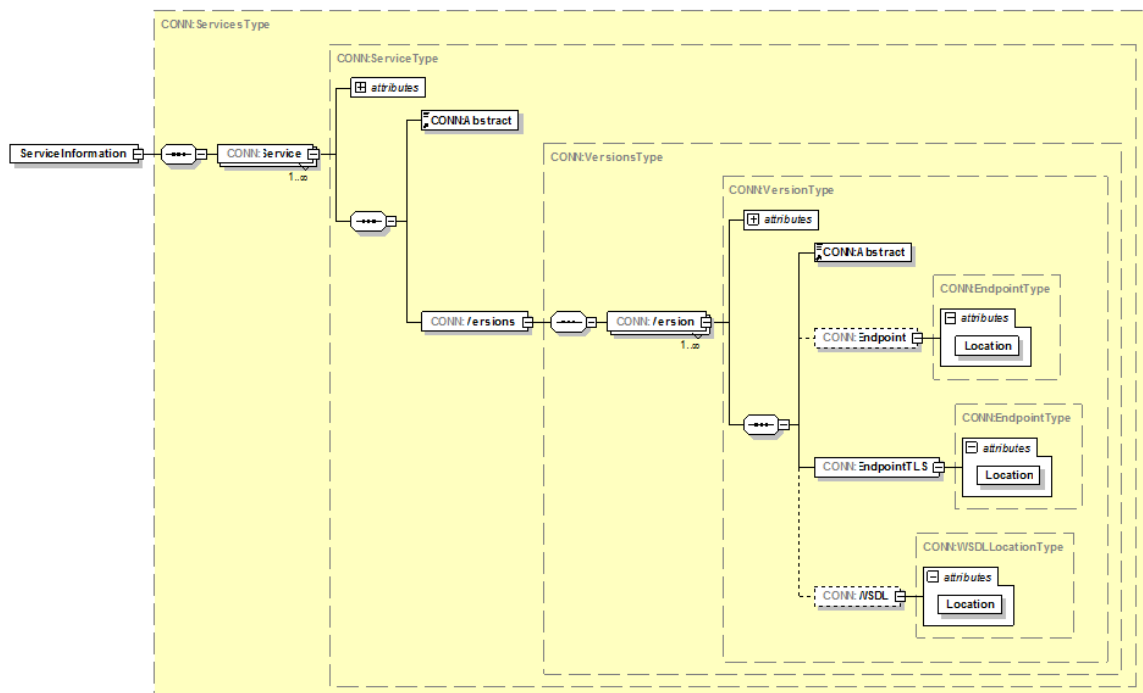 CONN:ServicesType
CONN:ServiceType
attributes
CONN:Abstract
ServiceInformation
CONN:Service
1..∞
CONN:VersionsType
CONN:VersionType
attributes
CONN:Abstract
CONN:EndpointType
attributes
Location
CONN:Endpoint
CONN:Versions
CONN:Version
1..∞
CONN:EndpointType
attributes
Location
CONN:EndpointTLS
CONN:WSDLLocationType
attributes
Location
CONN:WSDL